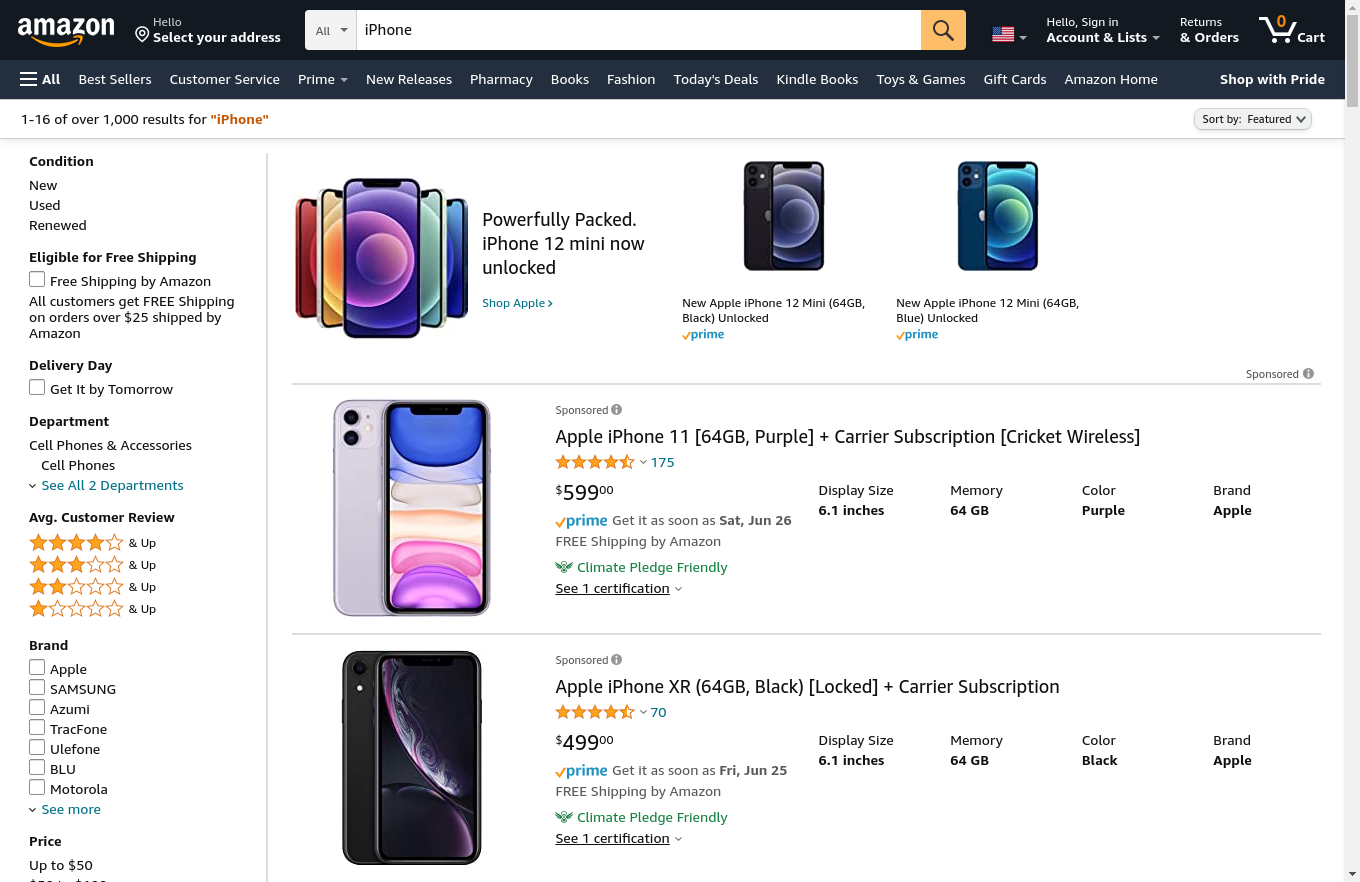 amazon
Hello
Select your address
All
iPhone
Hello, Sign in
Account & Lists
Returns
& Orders
0
Cart
All
Best Sellers
Customer Service
Prime
New Releases
Pharmacy
Books
Fashion
Today's Deals
Kindle Books
Toys & Games
Gift Cards
Amazon Home
Shop with Pride
1-16 of over 1,000 results for "iPhone"
Sort by: Featured
Condition
New
Used
Renewed
Eligible for Free Shipping
Free Shipping by Amazon
All customers get FREE Shipping
on orders over $25 shipped by
Amazon
Delivery Day
Get It by Tomorrow
Department
Cell Phones & Accessories
Cell Phones
See All 2 Departments
Avg. Customer Review
& Up
& Up
& Up
& Up
Brand
Apple
SAMSUNG
Azumi
TracFone
Ulefone
BLU
Motorola
See more
Price
Up to $50
Powerfully Packed.
iPhone 12 mini now
unlocked
Shop Apple
New Apple iPhone 12 Mini (64GB,
Black) Unlocked
prime
New Apple iPhone 12 Mini (64GB,
Blue) Unlocked
prime
Sponsored
Sponsored
Apple iPhone 11 [64GB, Purple] + Carrier Subscription [Cricket Wireless]
175
$59900
prime Get it as soon as Sat, Jun 26
FREE Shipping by Amazon
Climate Pledge Friendly
See 1 certification
Display Size
6.1 inches
Memory
64 GB
Color
Purple
Brand
Apple
Sponsored
Apple iPhone XR (64GB, Black) [Locked] + Carrier Subscription
70
$49900
prime Get it as soon as Fri, Jun 25
FREE Shipping by Amazon
Climate Pledge Friendly
See 1 certification
Display Size
6.1 inches
Memory
64 GB
Color
Black
Brand
Apple